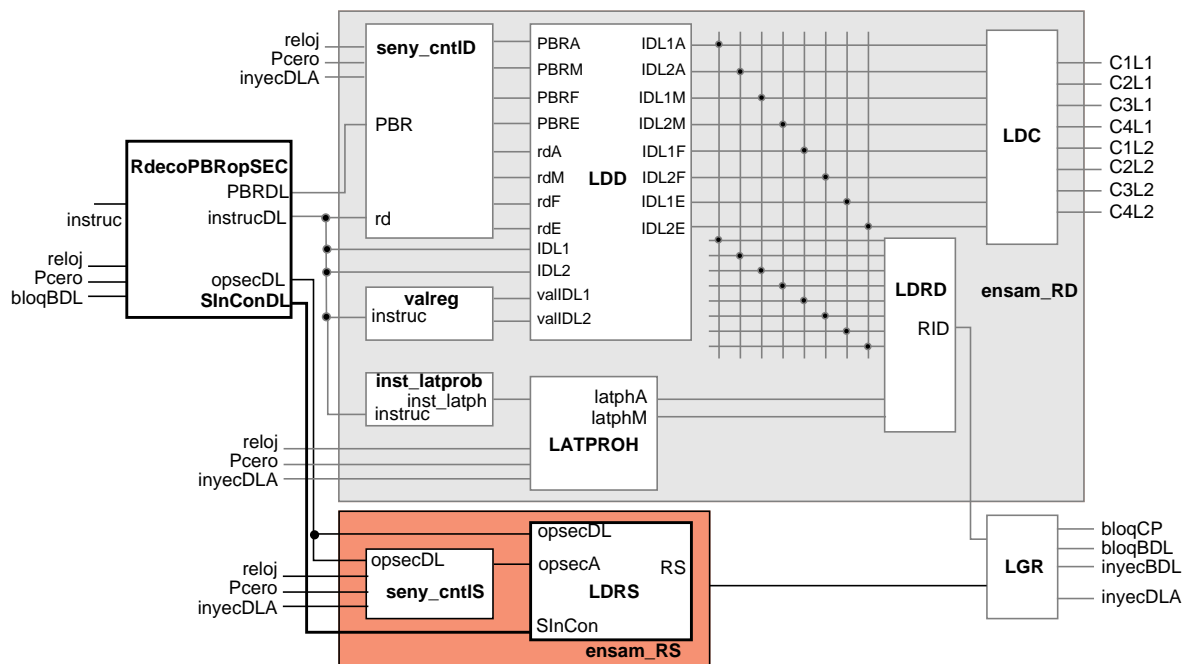 reloj
Pcero
inyecDLA
seny_cntID
PBR
rd
PBRA
PBRM
PBRF
PBRE
rdA
rdM
rdF
rdE
IDL1
IDL2
valIDL1
valIDL2
LDD
IDL1A
IDL2A
IDL1M
IDL2M
IDL1F
IDL2F
IDL1E
IDL2E
LDC
C1L1
C2L1
C3L1
C4L1
C1L2
C2L2
C3L2
C4L2
RdecoPBRopSEC
PBRDL
instruc
instrucDL
reloj
Pcero
bloqBDL
opsecDL
SInConDL
valreg
instruc
inst_latprob
inst_latph
instruc
latphA
latphM
LATPROH
reloj
Pcero
inyecDLA
LDRD
RID
ensam_RD
opsecDL
seny_cntIS
reloj
Pcero
inyecDLA
opsecDL
opsecA
RS
LDRS
SInCon
ensam_RS
LGR
bloqCP
bloqBDL
inyecBDL
inyecDLA